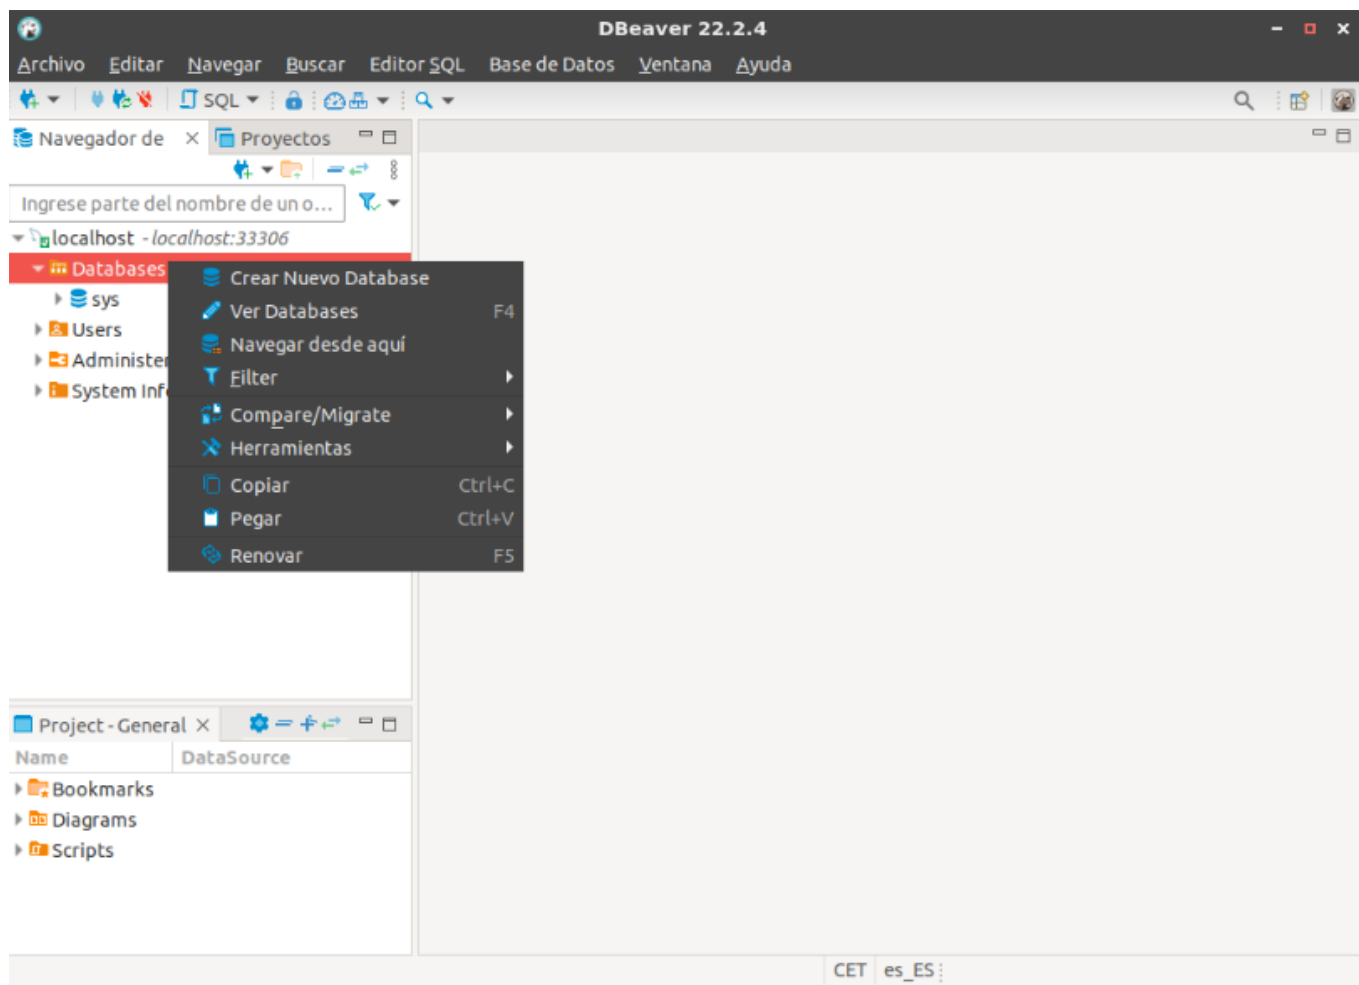 DBeaver 22.2.4
Archivo Editar Navegar Buscar Editor SQL Base de Datos Ventana Ayuda
SQL
Navegador de Proyectos
Ingrese parte del nombre de un o...
localhost - localhost:33306
Databases
sys
Users
Administer
System Inf
Crear Nuevo Database
Ver Databases F4
Navegar desde aquí
Filter
Compare/Migrate
Herramientas
Copiar Ctrl+C
Pegar Ctrl+V
Renovar F5
Project - General
Name DataSource
Bookmarks
Diagrams
Scripts
CET es_ES